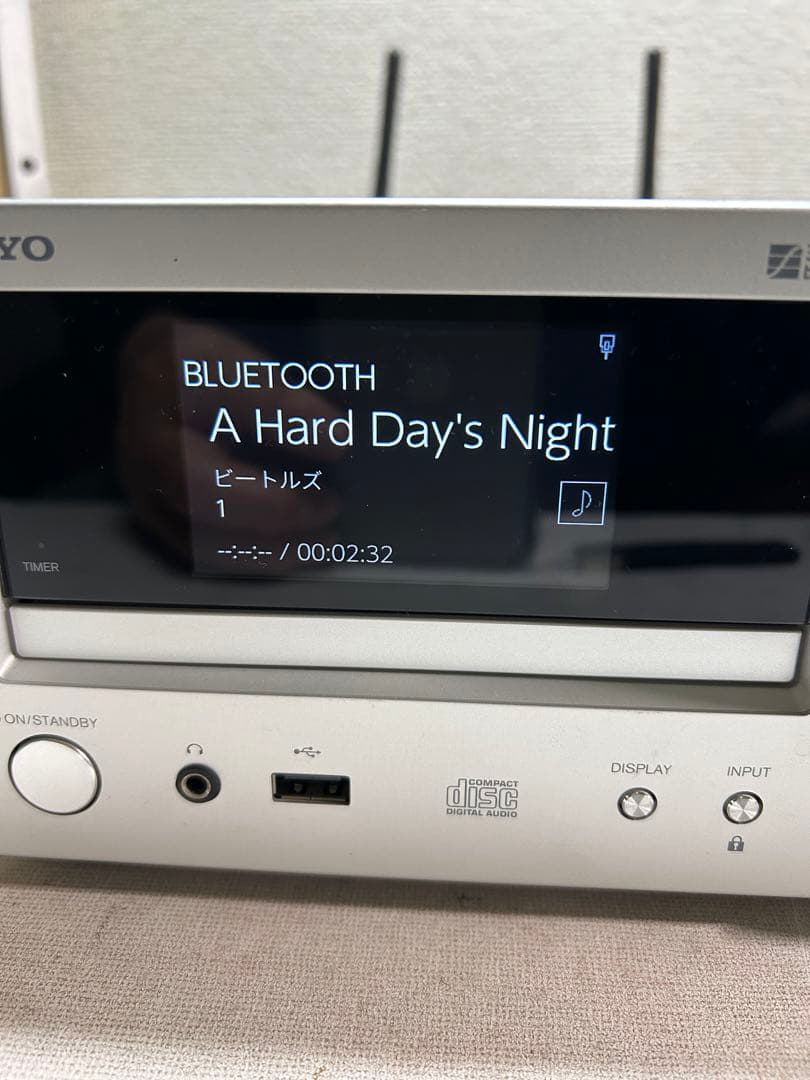 YO
BLUETOOTH
A Hard Day's Night
ビートルズ
1
--:--:-- / 00:02:32
TIMER
ON/STANDBY
COMPACT
disc
DIGITAL AUDIO
DISPLAY
INPUT